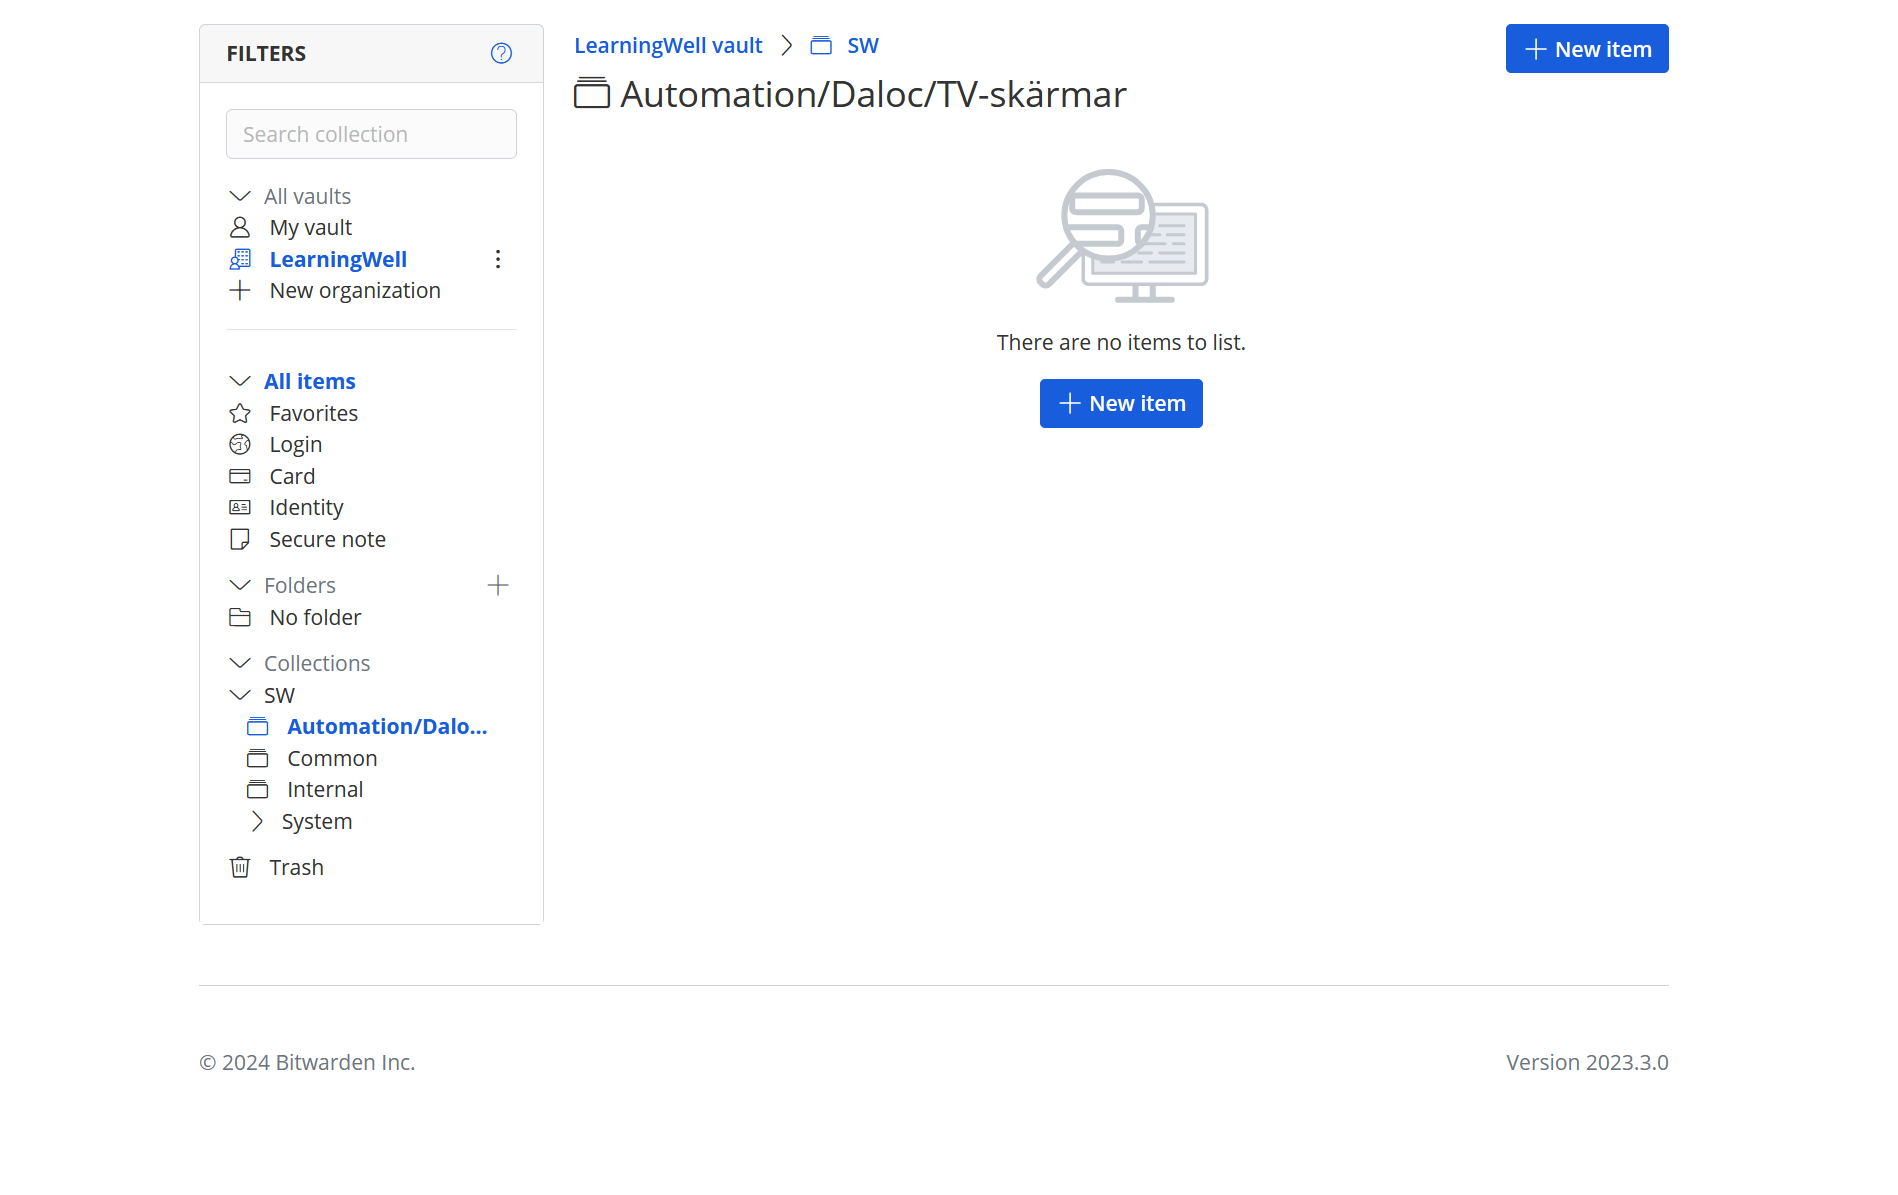 FILTERS
Search collection
All vaults
My vault
LearningWell
New organization
All items
Favorites
Login
Card
Identity
Secure note
Folders
No folder
Collections
SW
Automation/Dalo...
Common
Internal
System
Trash
LearningWell vault SW
New item
Automation/Daloc/TV-skärmar
There are no items to list.
New item
© 2024 Bitwarden Inc.
Version 2023.3.0